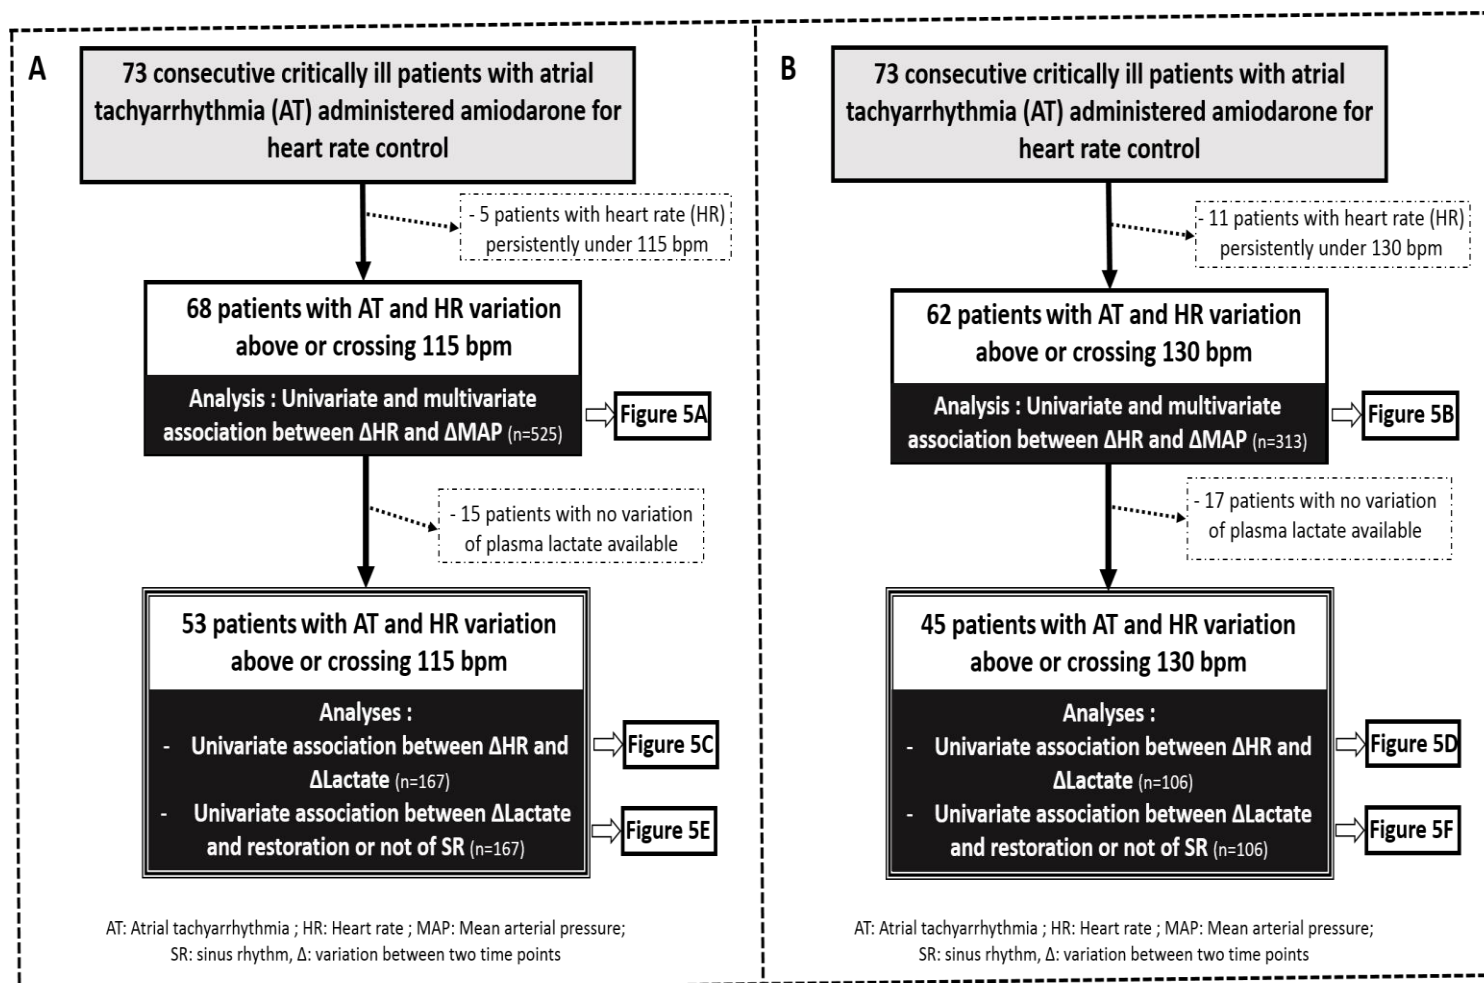 A
73 consecutive critically ill patients with atrial
tachyarrhythmia (AT) administered amiodarone for
heart rate control
- 5 patients with heart rate (HR)
persistently under 115 bpm
68 patients with AT and HR variation
above or crossing 115 bpm
Analysis : Univariate and multivariate
association between ΔHR and ΔMAP (n=525)
Figure 5A
- 15 patients with no variation
of plasma lactate available
53 patients with AT and HR variation
above or crossing 115 bpm
Analyses :
- Univariate association between ΔHR and
ΔLactate (n=167)
- Univariate association between ΔLactate
and restoration or not of SR (n=167)
Figure 5C
Figure 5E
AT: Atrial tachyarrhythmia ; HR: Heart rate ; MAP: Mean arterial pressure;
SR: sinus rhythm, Δ: variation between two time points
B
73 consecutive critically ill patients with atrial
tachyarrhythmia (AT) administered amiodarone for
heart rate control
- 11 patients with heart rate (HR)
persistently under 130 bpm
62 patients with AT and HR variation
above or crossing 130 bpm
Analysis : Univariate and multivariate
association between ΔHR and ΔMAP (n=313)
Figure 5B
- 17 patients with no variation
of plasma lactate available
45 patients with AT and HR variation
above or crossing 130 bpm
Analyses :
- Univariate association between ΔHR and
ΔLactate (n=106)
- Univariate association between ΔLactate
and restoration or not of SR (n=106)
Figure 5D
Figure 5F
AT: Atrial tachyarrhythmia ; HR: Heart rate ; MAP: Mean arterial pressure;
SR: sinus rhythm, Δ: variation between two time points